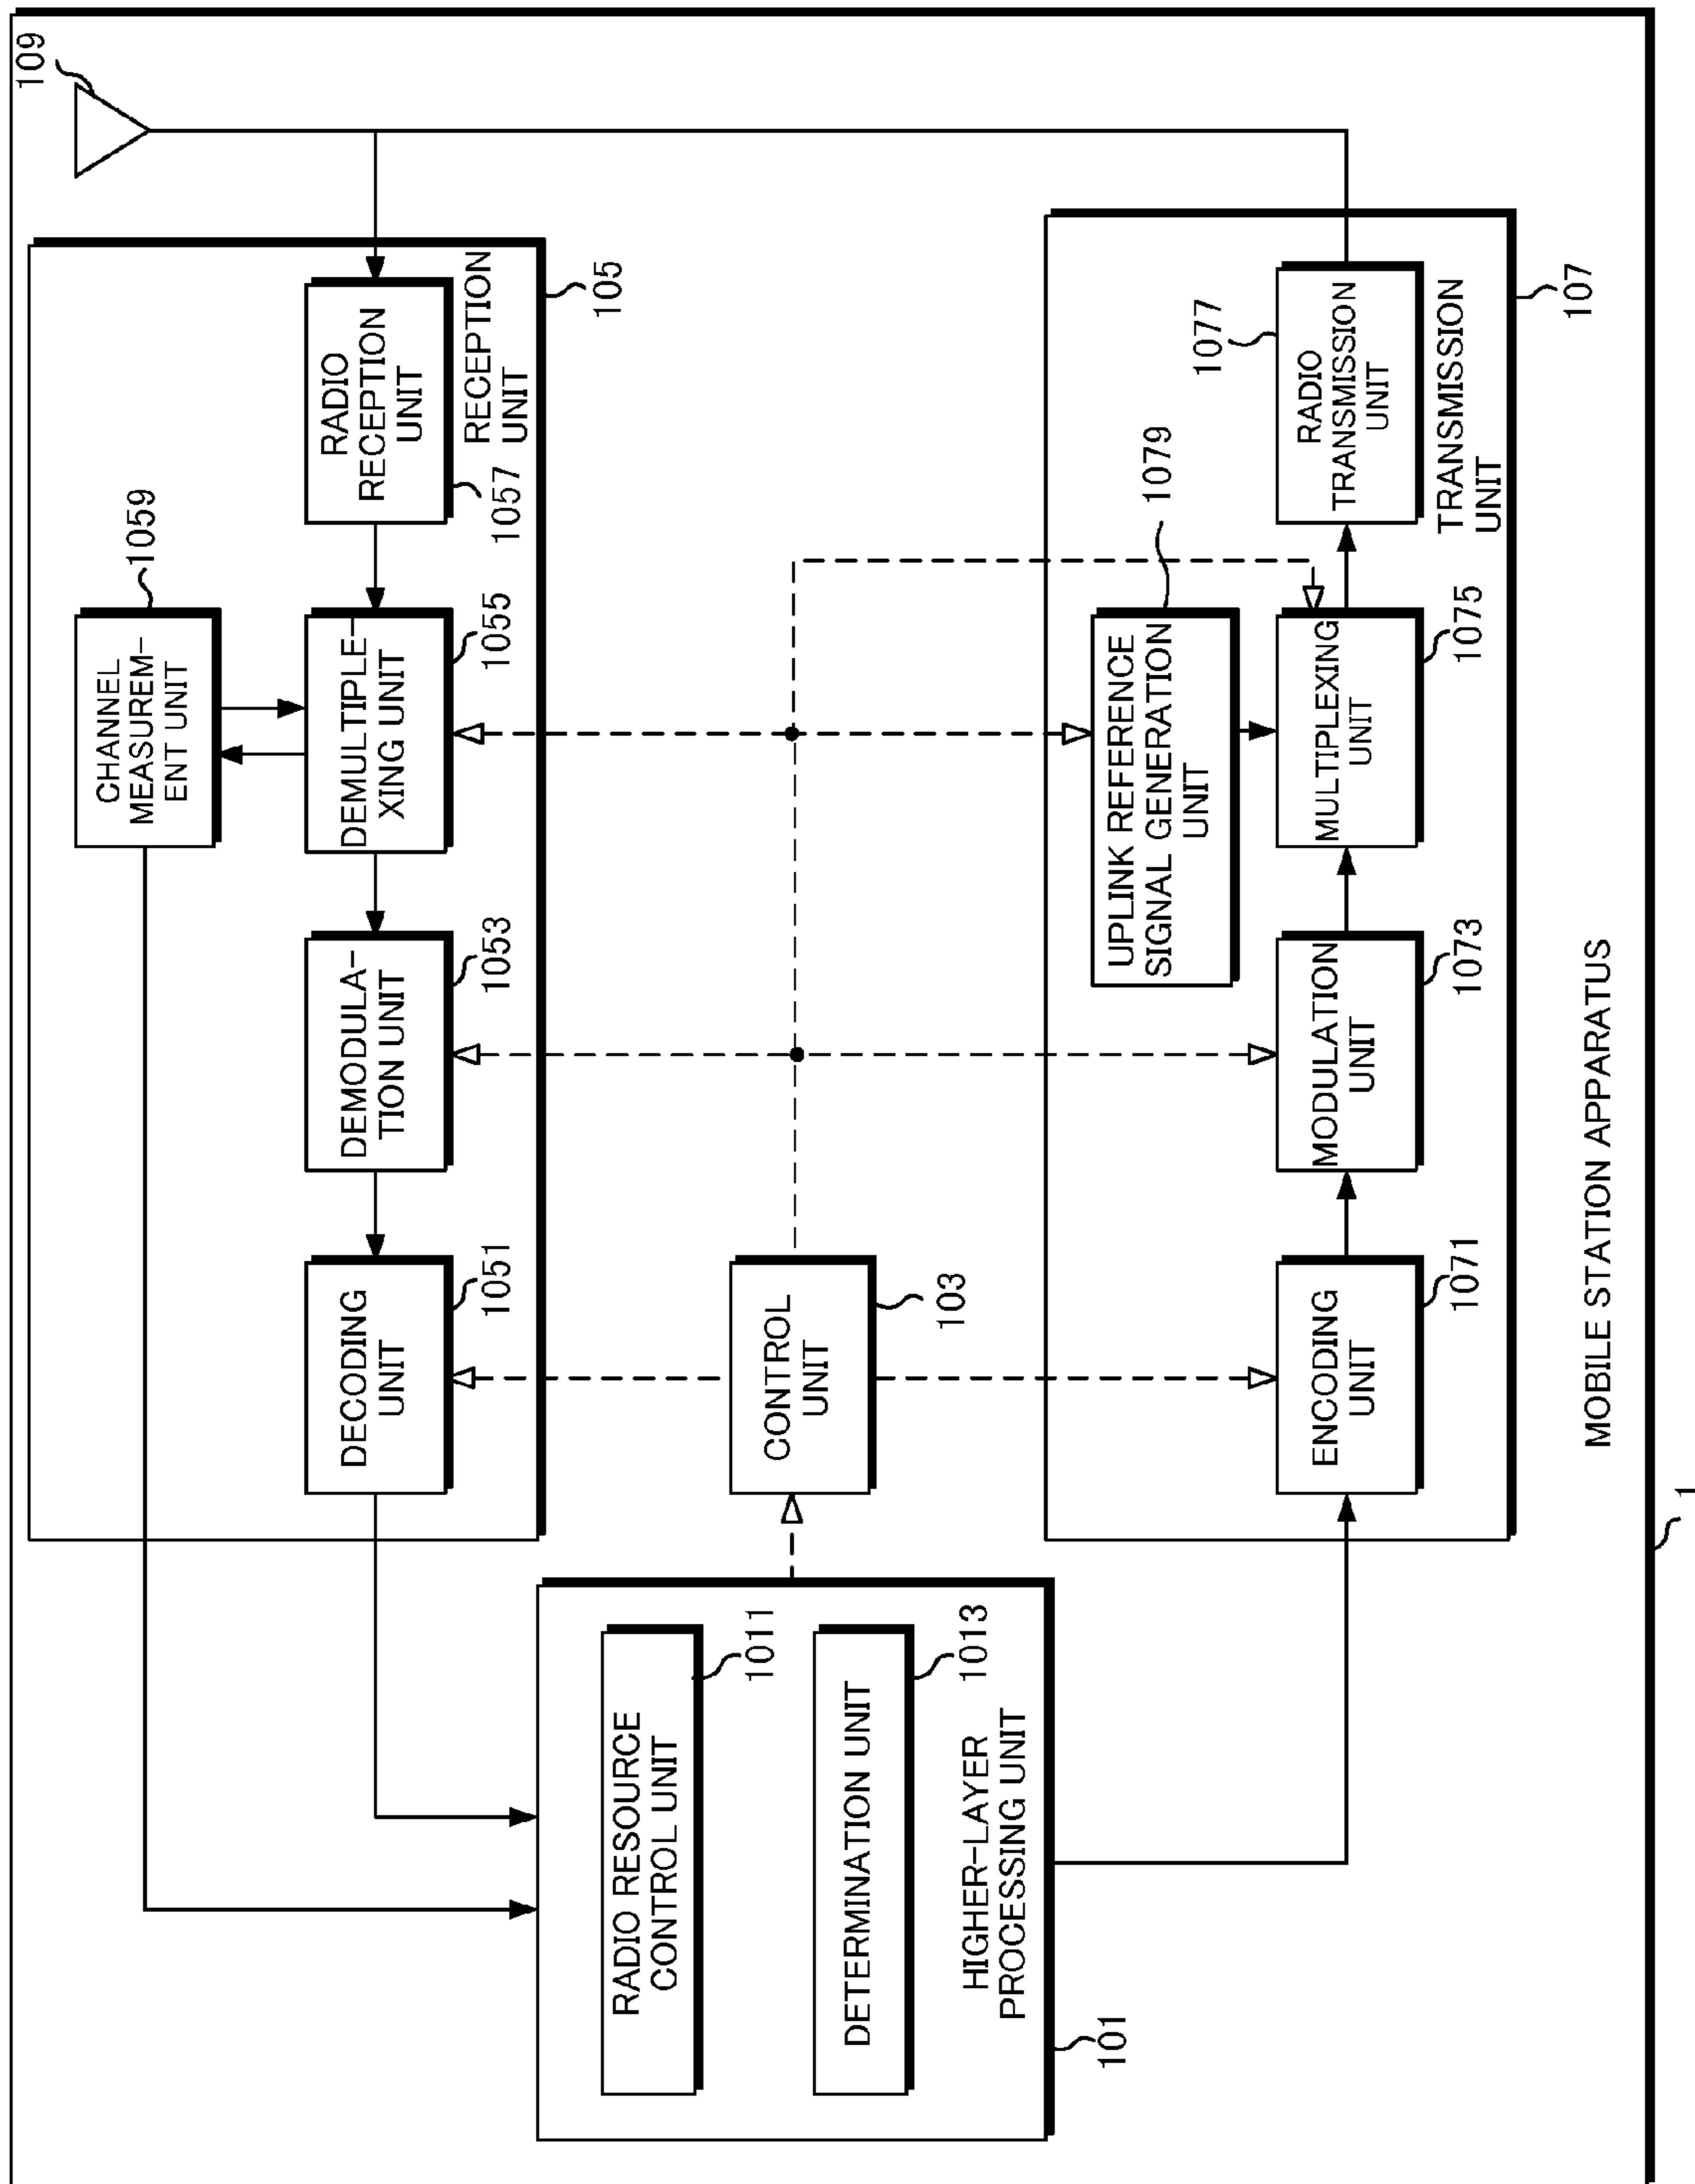 109
CHANNEL
MEASUREM-
ENT UNIT
1059
DECODING
UNIT
1051
DEMODULA-
TION UNIT
1053
DEMULTIPLE-
XING UNIT
1055
RADIO
RECEPTION
UNIT
1057
RECEPTION
UNIT
105
RADIO RESOURCE
CONTROL UNIT
1011
DETERMINATION UNIT
1013
HIGHER-LAYER
PROCESSING UNIT
101
CONTROL
UNIT
103
UPLINK REFERENCE
SIGNAL GENERATION
UNIT
1079
ENCODING
UNIT
1071
MODULATION
UNIT
1073
MULTIPLEXING
UNIT
1075
RADIO
TRANSMISSION
UNIT
1077
TRANSMISSION
UNIT
107
MOBILE STATION APPARATUS
1